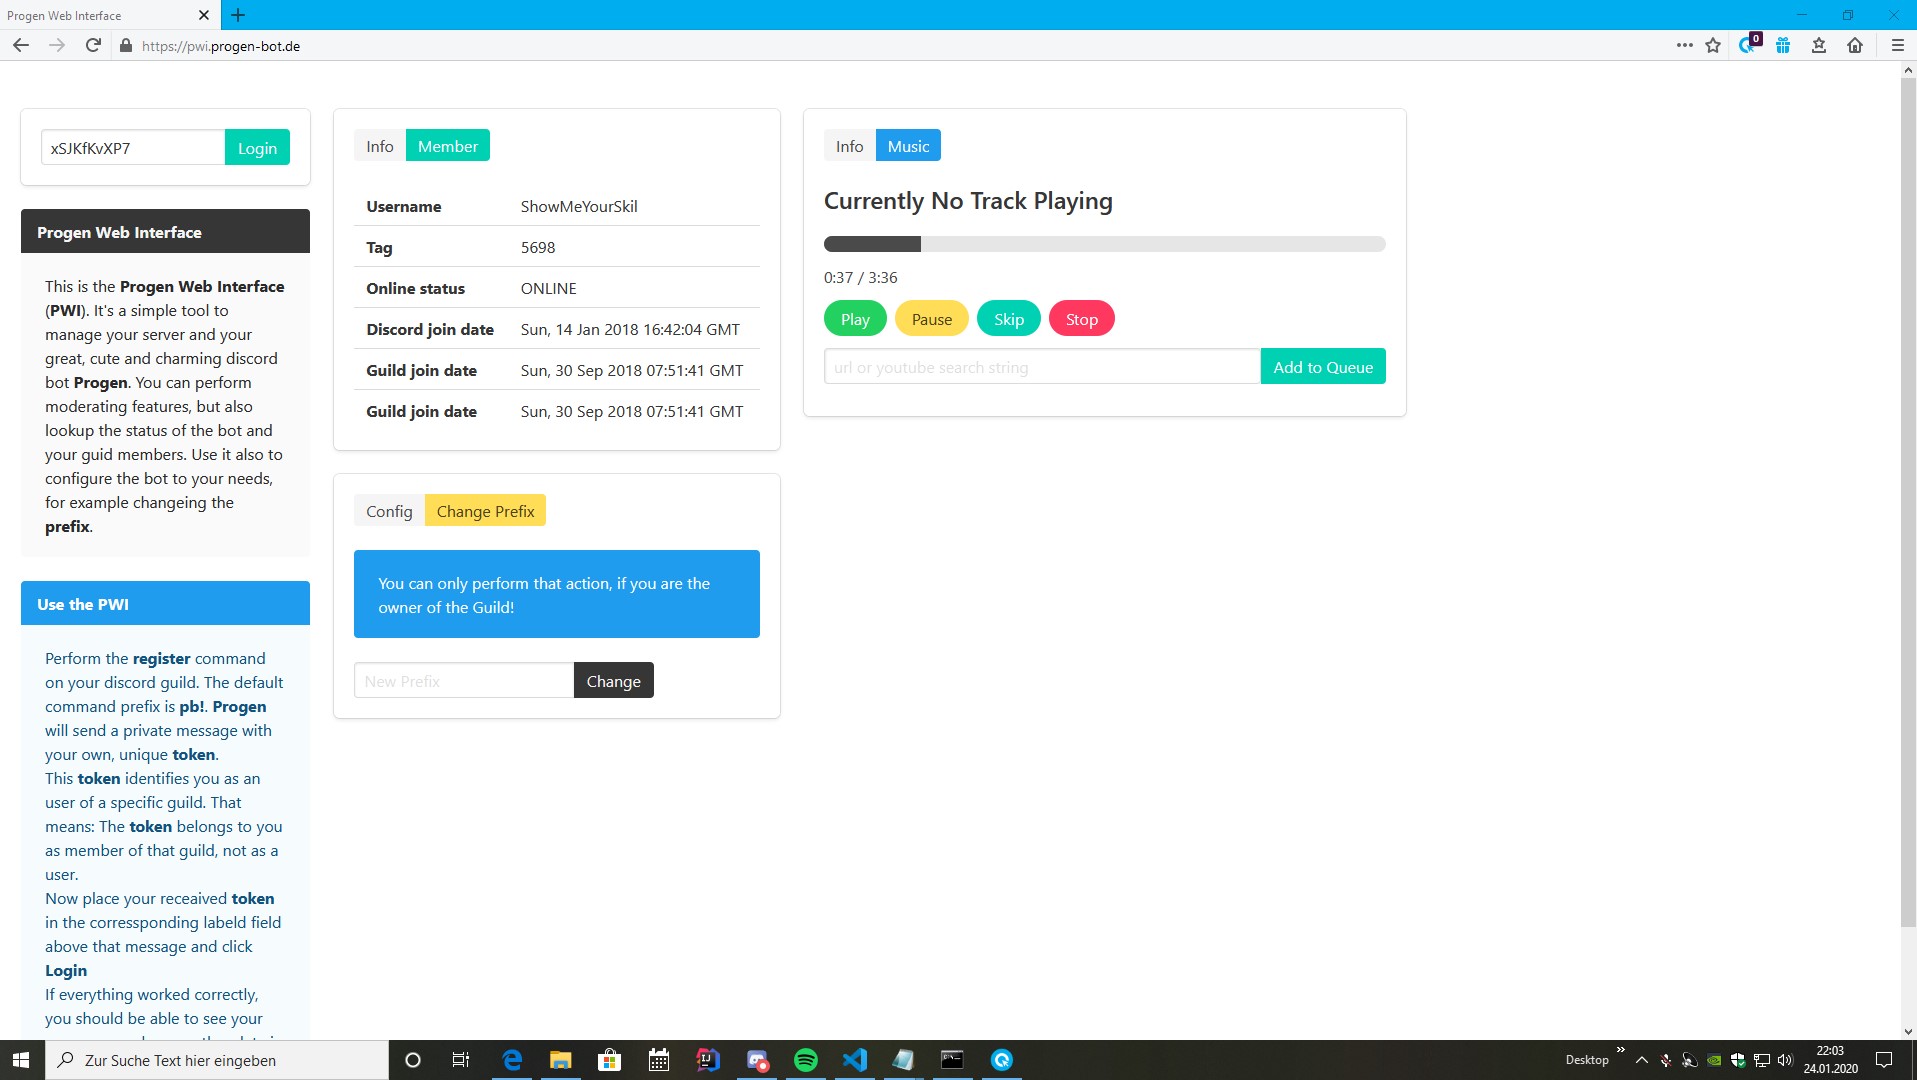 Progen Web Interface
https://pwi.progen-bot.de
0
xSJKfKvXP7
Login
Progen Web Interface
This is the Progen Web Interface
(PWI). It's a simple tool to
manage your server and your
great, cute and charming discord
bot Progen. You can perform
moderating features, but also
lookup the status of the bot and
your guid members. Use it also to
configure the bot to your needs,
for example changeing the
prefix.
Use the PWI
Perform the register command
on your discord guild. The default
command prefix is pb!. Progen
will send a private message with
your own, unique token.
This token identifies you as an
user of a specific guild. That
means: The token belongs to you
as member of that guild, not as a
user.
Now place your receaived token
in the corressponding labeld field
above that message and click
Login
If everything worked correctly,
you should be able to see your
Info Member
Username ShowMeYourSkil
Tag 5698
Online status ONLINE
Discord join date Sun, 14 Jan 2018 16:42:04 GMT
Guild join date Sun, 30 Sep 2018 07:51:41 GMT
Guild join date Sun, 30 Sep 2018 07:51:41 GMT
Config Change Prefix
You can only perform that action, if you are the
owner of the Guild!
New Prefix Change
Info Music
Currently No Track Playing
0:37 / 3:36
Play Pause Skip Stop
url or youtube search string Add to Queue
Zur Suche Text hier eingeben
Desktop
22:03
24.01.2020